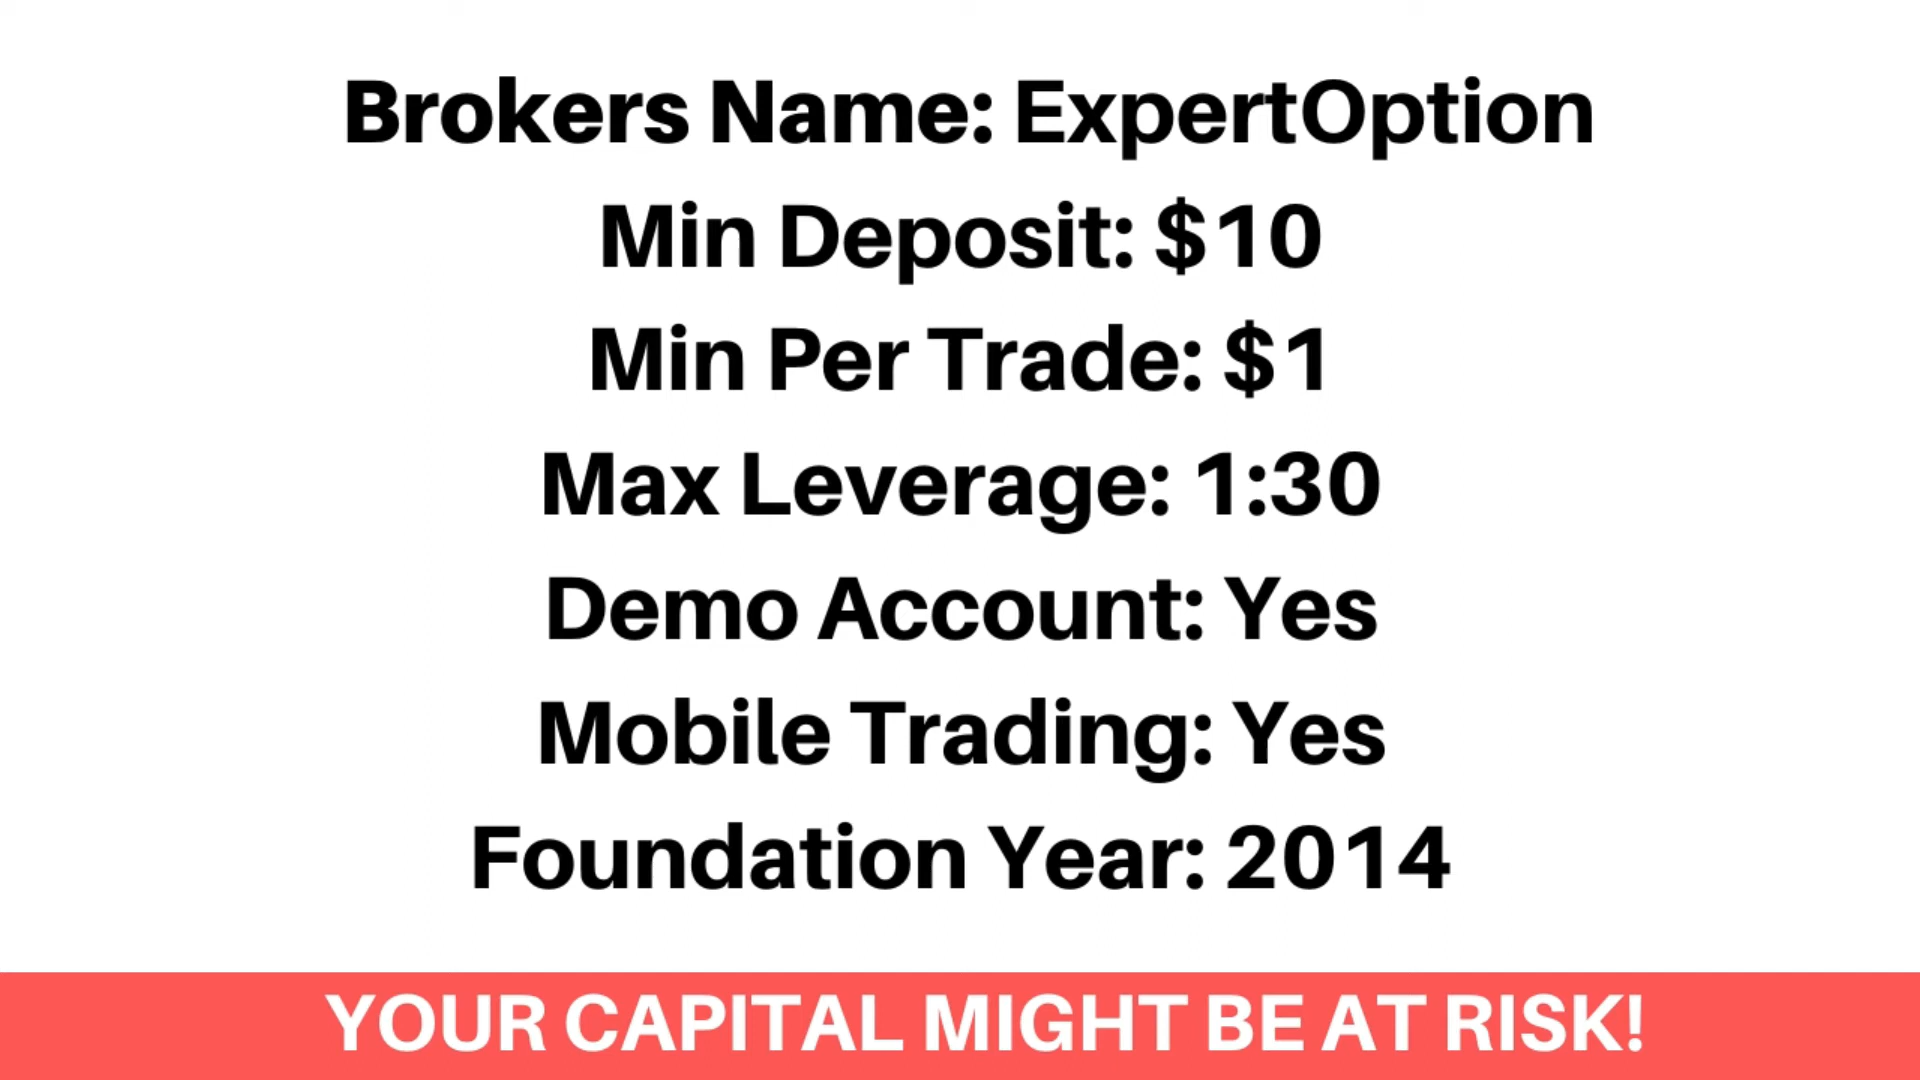 Brokers Name: ExpertOption
Min Deposit: $10
Min Per Trade: $1
Max Leverage: 1:30
Demo Account: Yes
Mobile Trading: Yes
Foundation Year: 2014
YOUR CAPITAL MIGHT BE AT RISK!